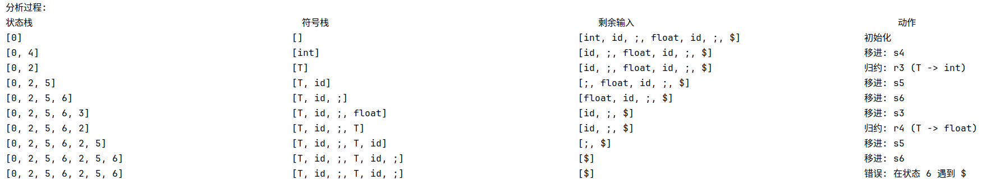 分析过程:
状态栈 符号栈 剩余输入 动作
[0] [] [int, id, ;, float, id, ;, $] 初始化
[0, 4] [int] [id, ;, float, id, ;, $] 移进: s4
[0, 2] [T] [id, ;, float, id, ;, $] 归约: r3 (T -> int)
[0, 2, 5] [T, id] [;, float, id, ;, $] 移进: s5
[0, 2, 5, 6] [T, id, ;] [float, id, ;, $] 移进: s6
[0, 2, 5, 6, 3] [T, id, ;, float] [id, ;, $] 移进: s3
[0, 2, 5, 6, 2] [T, id, ;, T] [id, ;, $] 归约: r4 (T -> float)
[0, 2, 5, 6, 2, 5] [T, id, ;, T, id] [;, $] 移进: s5
[0, 2, 5, 6, 2, 5, 6] [T, id, ;, T, id, ;] [$] 移进: s6
[0, 2, 5, 6, 2, 5, 6] [T, id, ;, T, id, ;] [$] 错误: 在状态 6 遇到 $